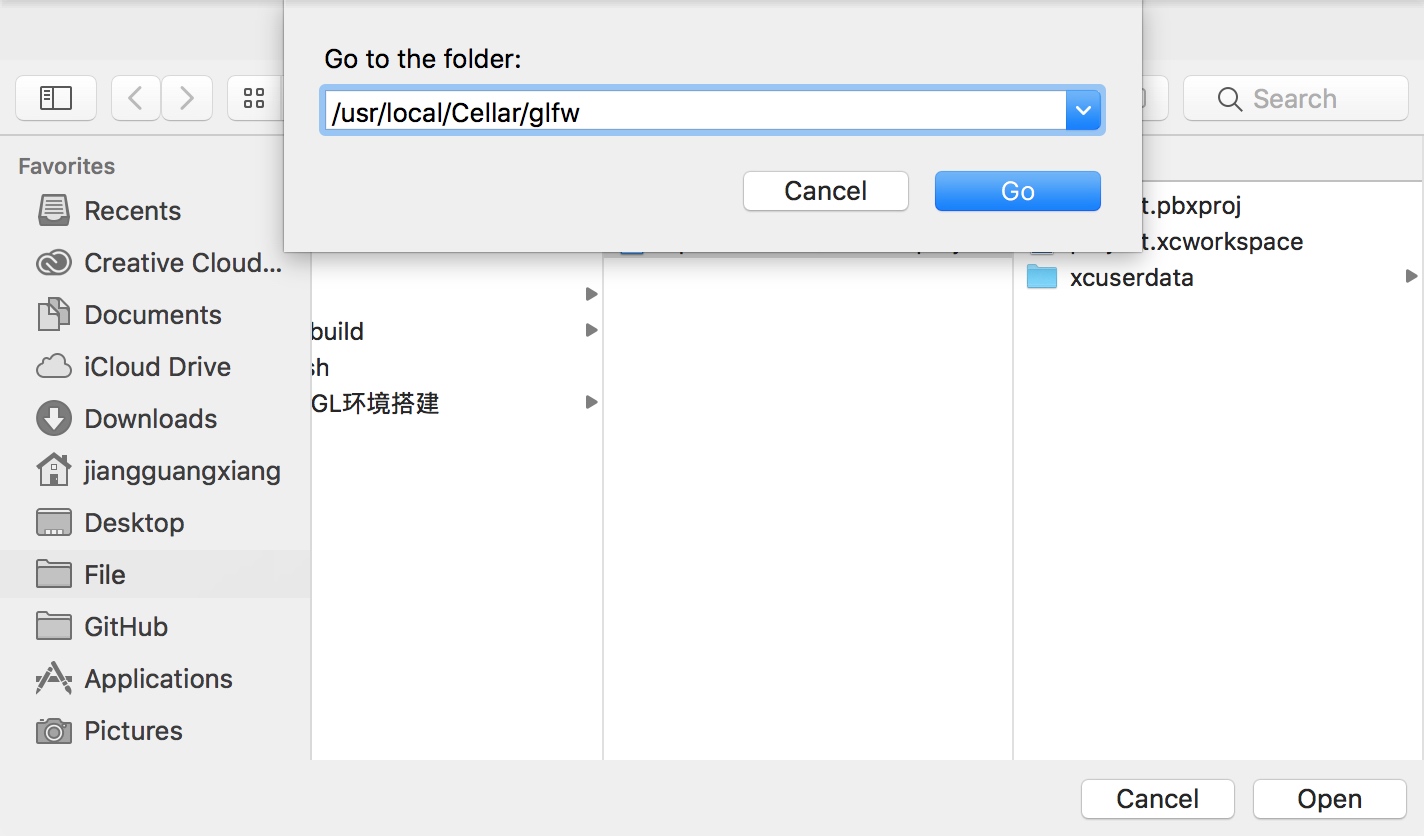 Go to the folder:
/usr/local/Cellar/glfw
Cancel
Go
Search
Favorites
Recents
Creative Cloud...
Documents
iCloud Drive
Downloads
jiangguangxiang
Desktop
File
GitHub
Applications
Pictures
build
sh
GL环境搭建
t.pbxproj
project.xcworkspace
xcuserdata
Cancel
Open